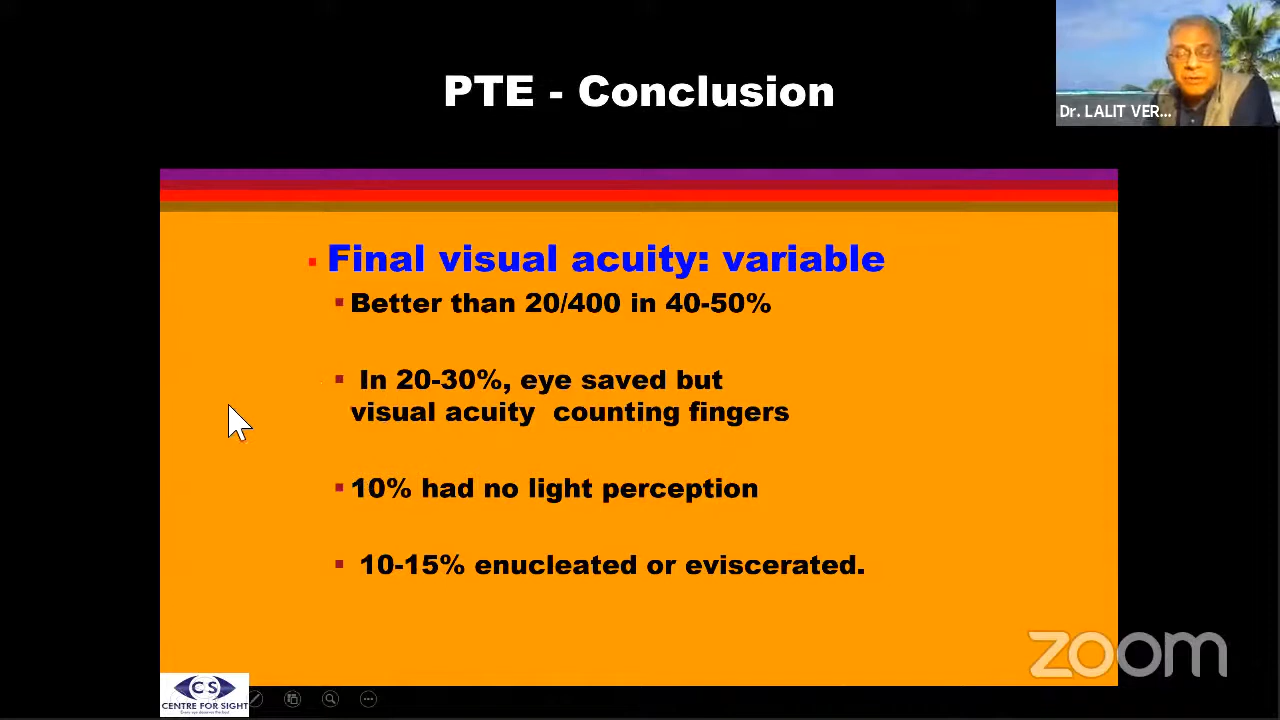 PTE - Conclusion
Dr. LALIT VER...
Final visual acuity: variable
Better than 20/400 in 40-50%
In 20-30%, eye saved but
visual acuity counting fingers
10% had no light perception
10-15% enucleated or eviscerated.
zoom
CS
CENTRE FOR SIGHT